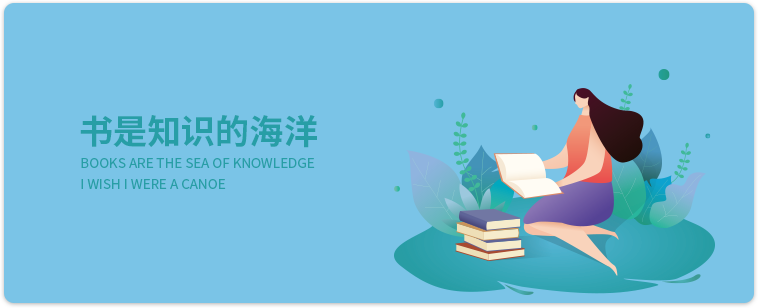 书是知识的海洋
BOOKS ARE THE SEA OF KNOWLEDGE
I WISH I WERE A CANOE